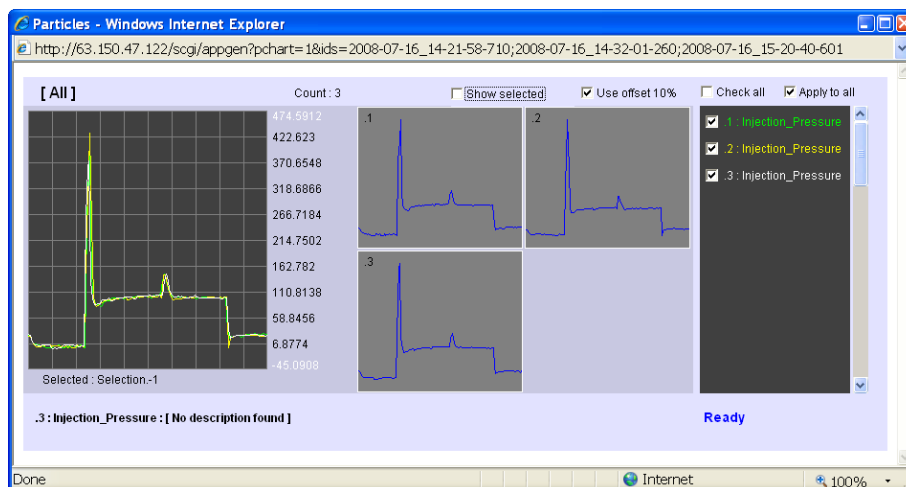 Particles - Windows Internet Explorer
http://63.150.47.122/scgi/appgen?pchart=1&ids=2008-07-16_14-21-58-710;2008-07-16_14-32-01-260;2008-07-16_15-20-40-601
[ All ] Count : 3 Show selected Use offset 10% Check all Apply to all
474.5912
422.623
370.6548
318.6866
266.7184
214.7502
162.782
110.8138
58.8456
6.8774
-45.0908
Selected : Selection.-1
.1
.2
.3
.1 : Injection_Pressure
.2 : Injection_Pressure
.3 : Injection_Pressure
.3 : Injection_Pressure : [ No description found ]
Ready
Done Internet 100%